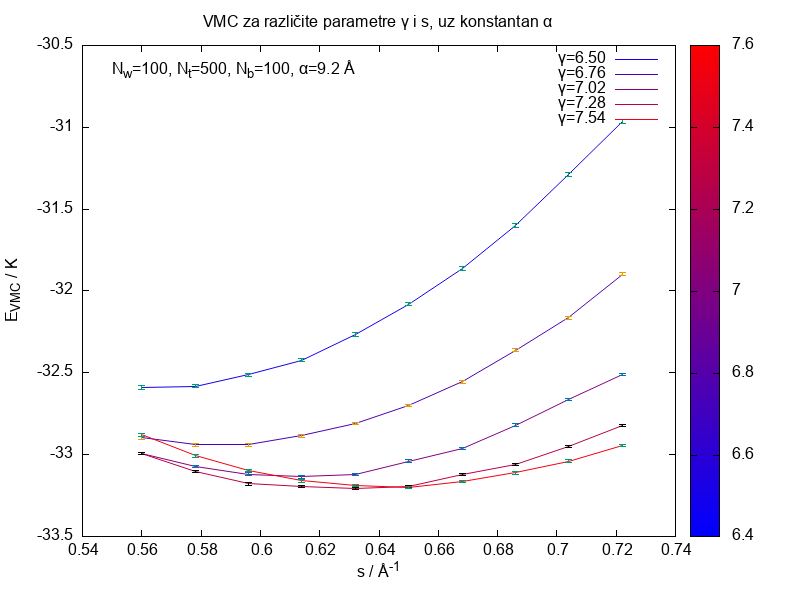 VMC za različite parametre γ i s, uz konstantan α
N_w=100, N_t=500, N_b=100, α=9.2 Å
γ=6.50
γ=6.76
γ=7.02
γ=7.28
γ=7.54
E_VMC / K
-30.5
-31
-31.5
-32
-32.5
-33
-33.5
0.54 0.56 0.58 0.6 0.62 0.64 0.66 0.68 0.7 0.72 0.74
s / Å^-1
7.6
7.4
7.2
7
6.8
6.6
6.4